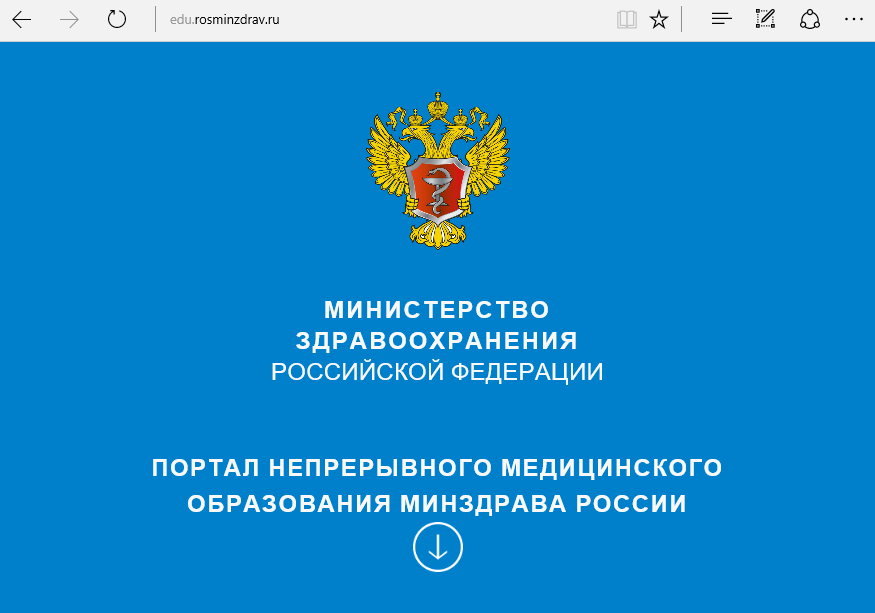 edu.rosminzdrav.ru
МИНИСТЕРСТВО
ЗДРАВООХРАНЕНИЯ
РОССИЙСКОЙ ФЕДЕРАЦИИ
ПОРТАЛ НЕПРЕРЫВНОГО МЕДИЦИНСКОГО
ОБРАЗОВАНИЯ МИНЗДРАВА РОССИИ